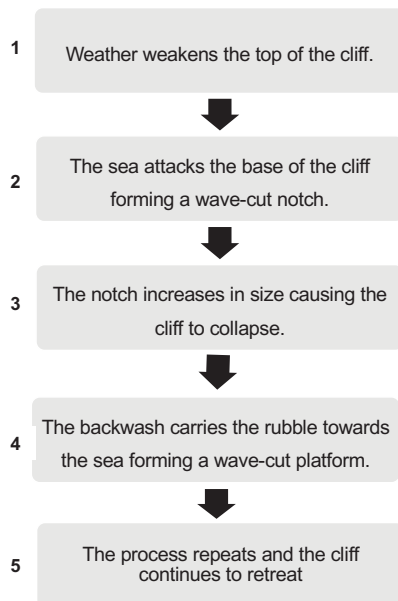 1
Weather weakens the top of the cliff.
2
The sea attacks the base of the cliff
forming a wave-cut notch.
3
The notch increases in size causing the
cliff to collapse.
4
The backwash carries the rubble towards
the sea forming a wave-cut platform.
5
The process repeats and the cliff
continues to retreat